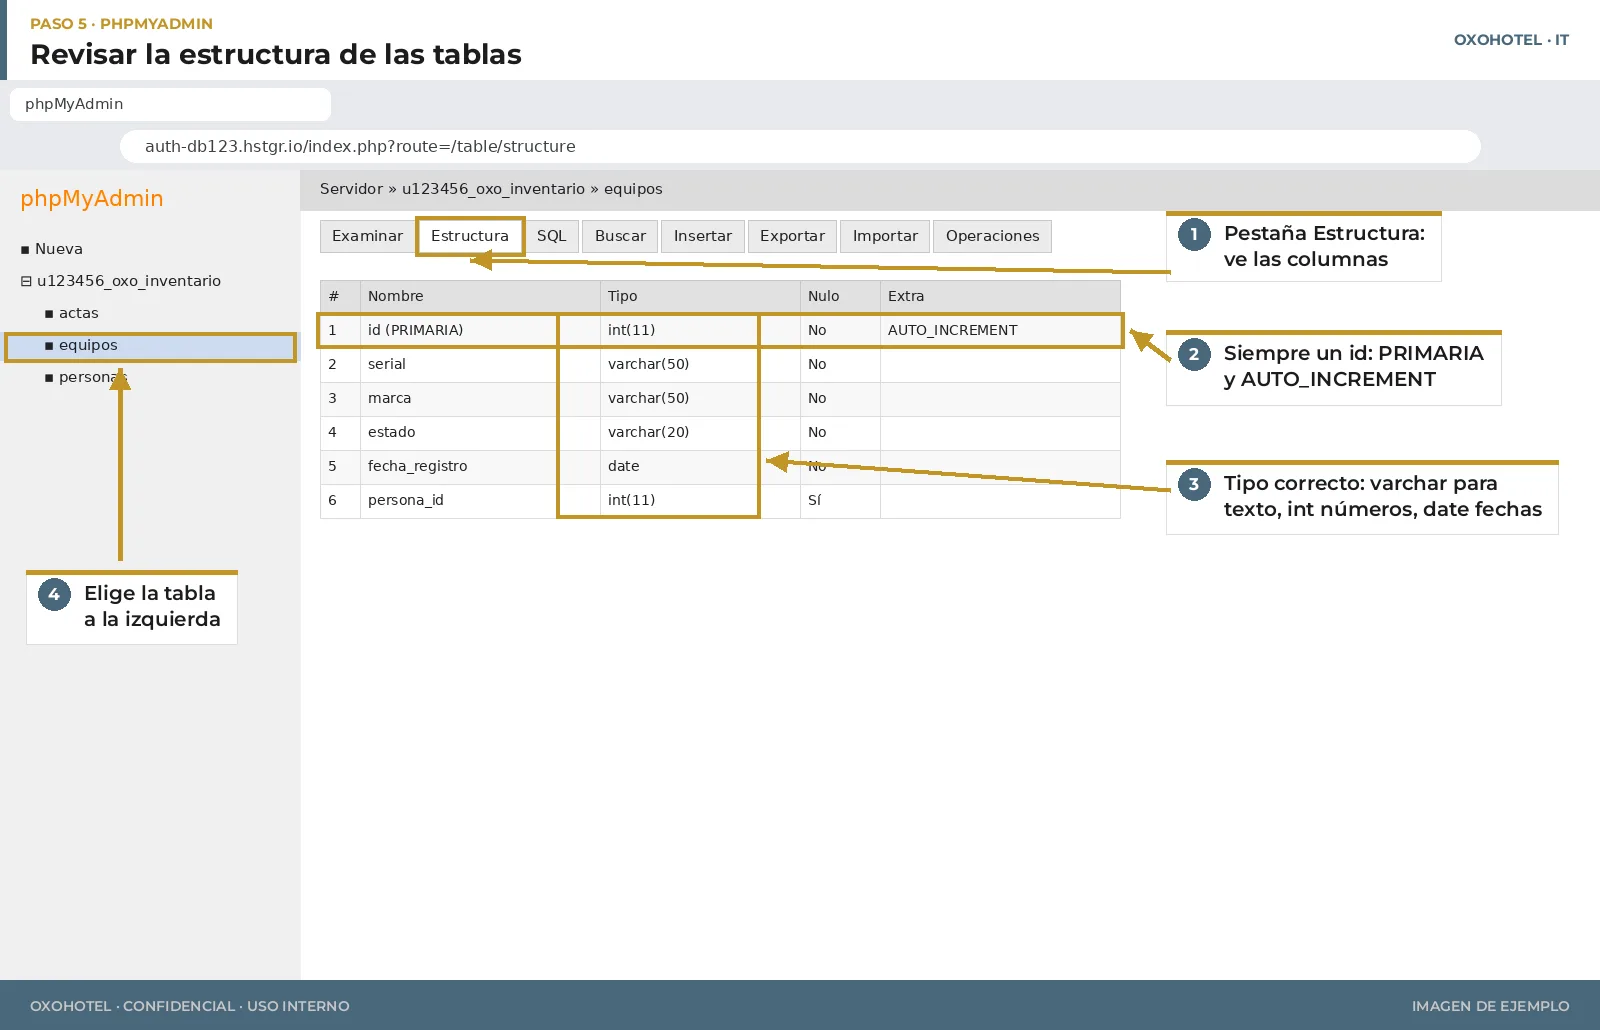 PASO 5 · PHPMYADMIN
Revisar la estructura de las tablas
OXOHOTEL · IT
phpMyAdmin
auth-db123.hstgr.io/index.php?route=/table/structure
phpMyAdmin
Nueva
u123456_oxo_inventario
actas
equipos
personas
4 Elige la tabla
a la izquierda
Servidor » u123456_oxo_inventario » equipos
Examinar Estructura SQL Buscar Insertar Exportar Importar Operaciones
# Nombre Tipo Nulo Extra
1 id (PRIMARIA) int(11) No AUTO_INCREMENT
2 serial varchar(50) No
3 marca varchar(50) No
4 estado varchar(20) No
5 fecha_registro date No
6 persona_id int(11) Sí
1 Pestaña Estructura:
ve las columnas
2 Siempre un id: PRIMARIA
y AUTO_INCREMENT
3 Tipo correcto: varchar para
texto, int números, date fechas
OXOHOTEL · CONFIDENCIAL · USO INTERNO
IMAGEN DE EJEMPLO